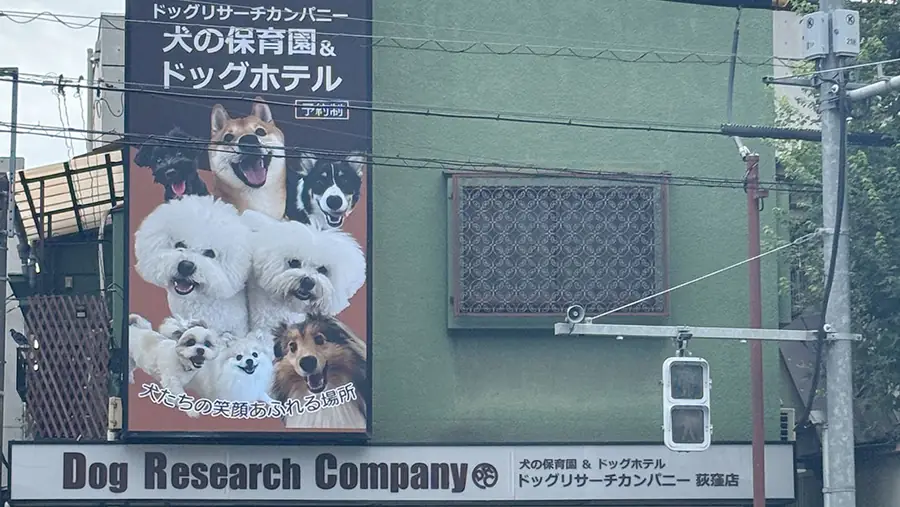 ドッグリサーチカンパニー
犬の保育園&
ドッグホテル
予約制
犬たちの笑顔あふれる場所
Dog Research Company
犬の保育園 & ドッグホテル
ドッグリサーチカンパニー 荻窪店